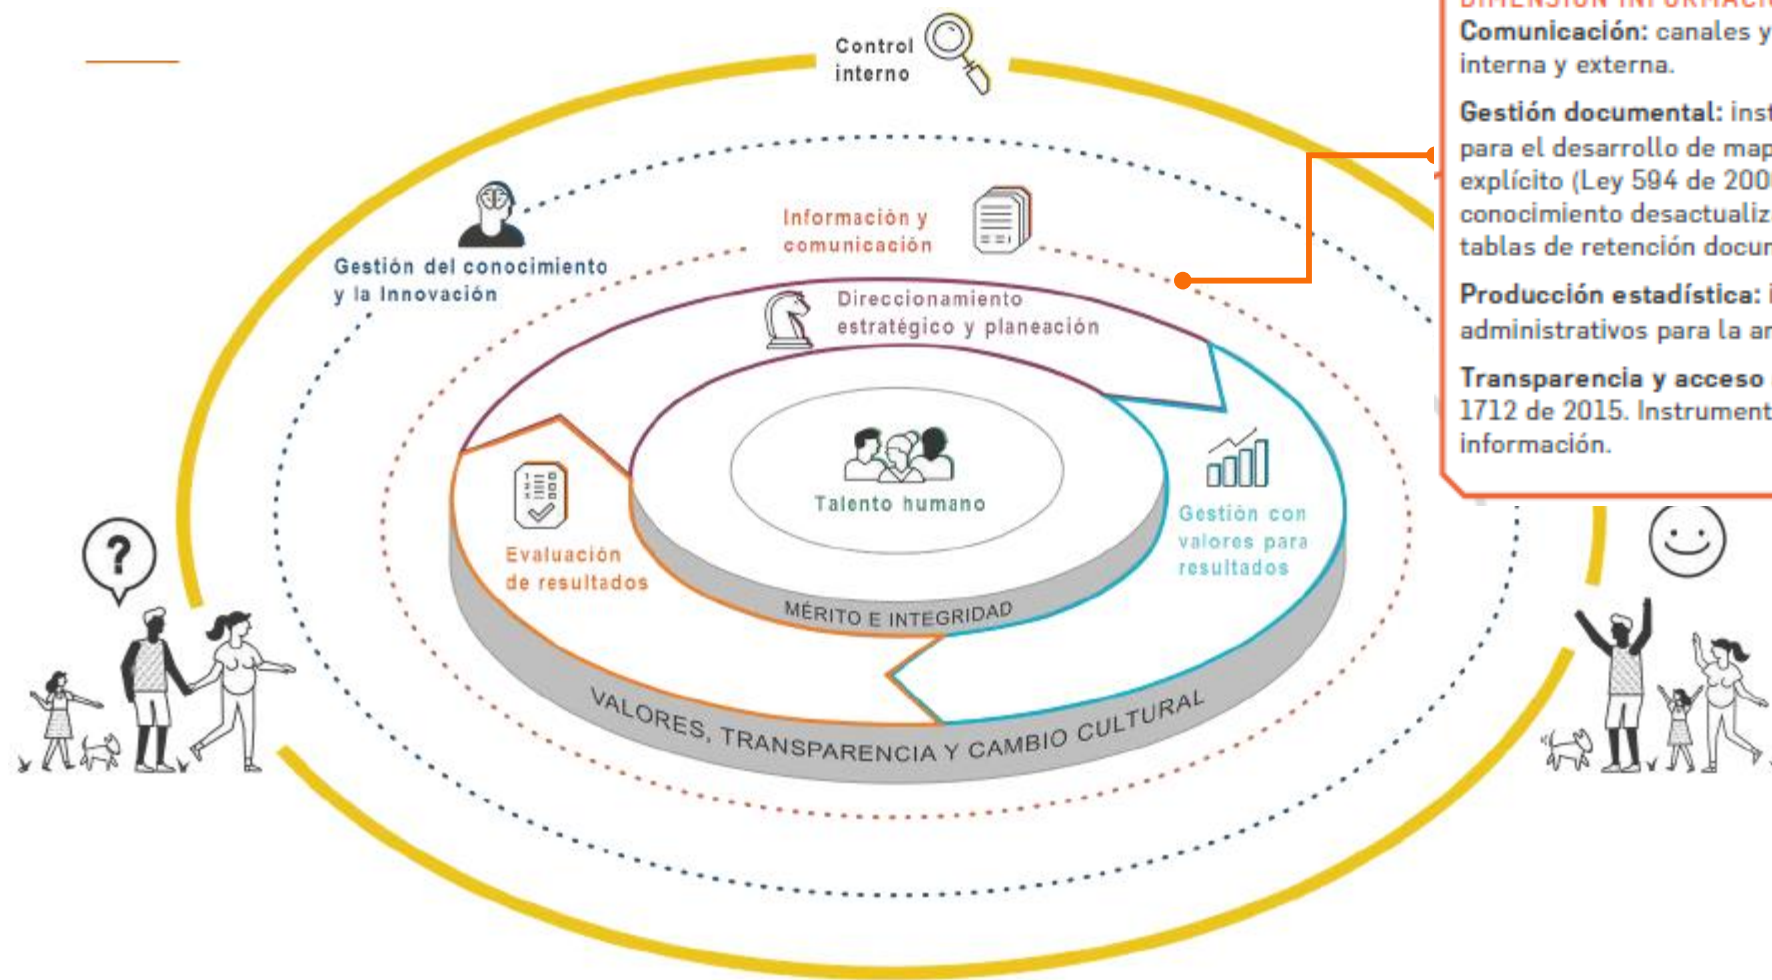 Control
interno
Gestión del conocimiento
y la Innovación
Información y
comunicación
Direccionamiento
estratégico y planeación
Talento humano
Evaluación
de resultados
Gestión con
valores para
resultados
MÉRITO E INTEGRIDAD
VALORES, TRANSPARENCIA Y CAMBIO CULTURAL
?
DIMENSIÓN INFORMACIÓ
Comunicación: canales y
interna y externa.
Gestión documental: inst
para el desarrollo de map
explícito (Ley 594 de 200
conocimiento desactualiz
tablas de retención docu
Producción estadística: i
administrativos para la a
Transparencia y acceso
1712 de 2015. Instrument
información.